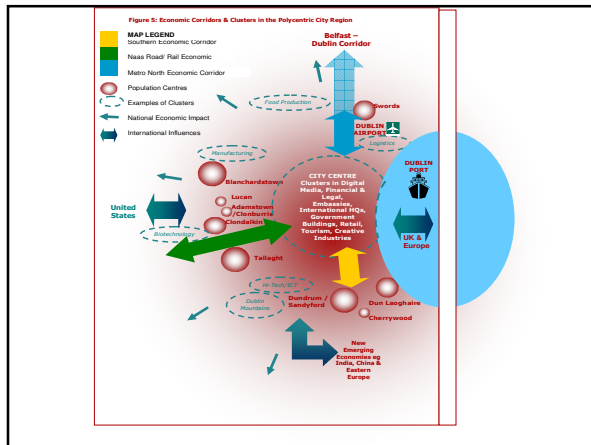 Figure 5: Economic Corridors & Clusters in the Polycentric City Region
MAP LEGEND
Southern Economic Corridor
Naas Road/ Rail Economic
Metro North Economic Corridor
Population Centres
Examples of Clusters
National Economic Impact
International Influences
Belfast –
Dublin Corridor
Food Production
Swords
DUBLIN
AIRPORT
Logistics
Manufacturing
Blanchardstown
Lucan
Adamstown
/Clonburris
Clondalkin
United
States
Biotechnology
Tallaght
CITY CENTRE
Clusters in Digital
Media, Financial &
Legal,
Embassies,
International HQs,
Government
Buildings, Retail,
Tourism, Creative
Industries
DUBLIN
PORT
UK &
Europe
Hi-Tech/ICT
Dublin
Mountains
Dundrum /
Sandyford
Dun Laoghaire
Cherrywood
New
Emerging
Economies eg
India, China &
Eastern
Europe